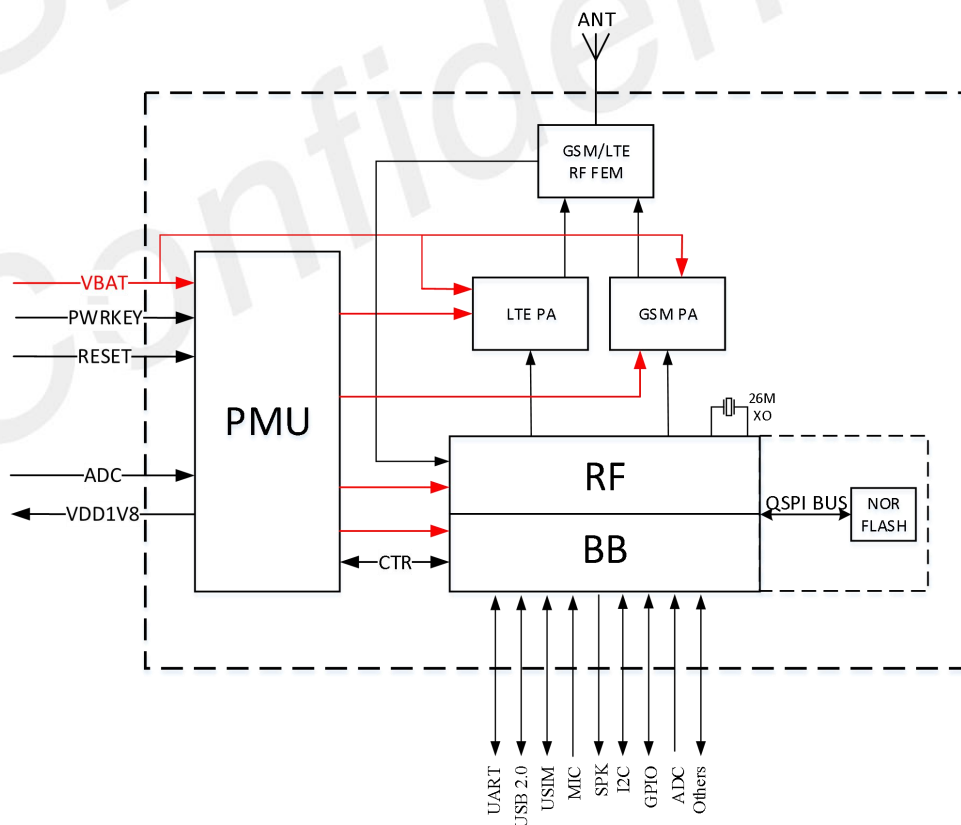 ANT
GSM/LTE
RF FEM
VBAT
PWRKEY
RESET
LTE PA
GSM PA
PMU
26M
XO
ADC
VDD1V8
RF
BB
CTR
QSPI BUS
NOR
FLASH
UART
USB 2.0
USIM
MIC
SPK
I2C
GPIO
ADC
Others